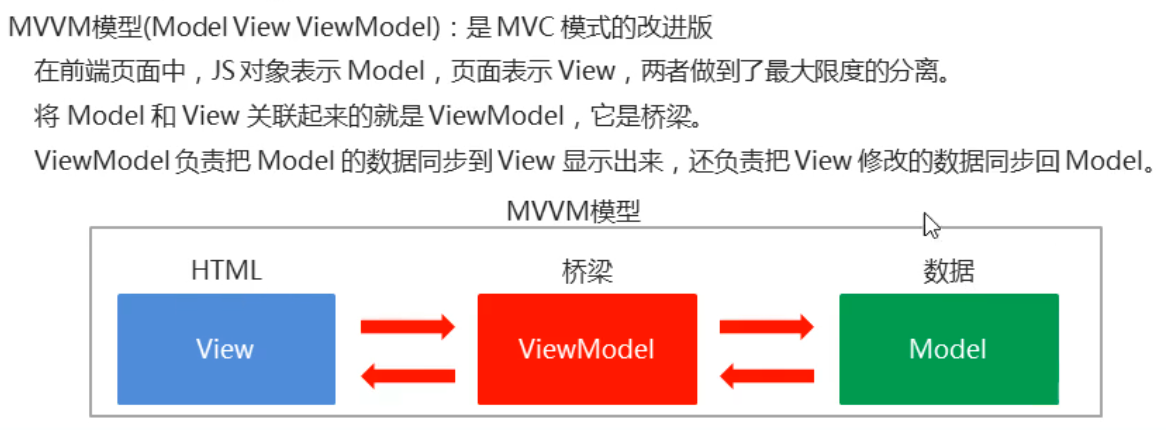 MVVM模型(Model View ViewModel)：是 MVC 模式的改进版
在前端页面中，JS 对象表示 Model，页面表示 View，两者做到了最大限度的分离。
将 Model 和 View 关联起来的就是 ViewModel，它是桥梁。
ViewModel 负责把 Model 的数据同步到 View 显示出来，还负责把 View 修改的数据同步回 Model。
MVVM模型
HTML 桥梁 数据
View ViewModel Model